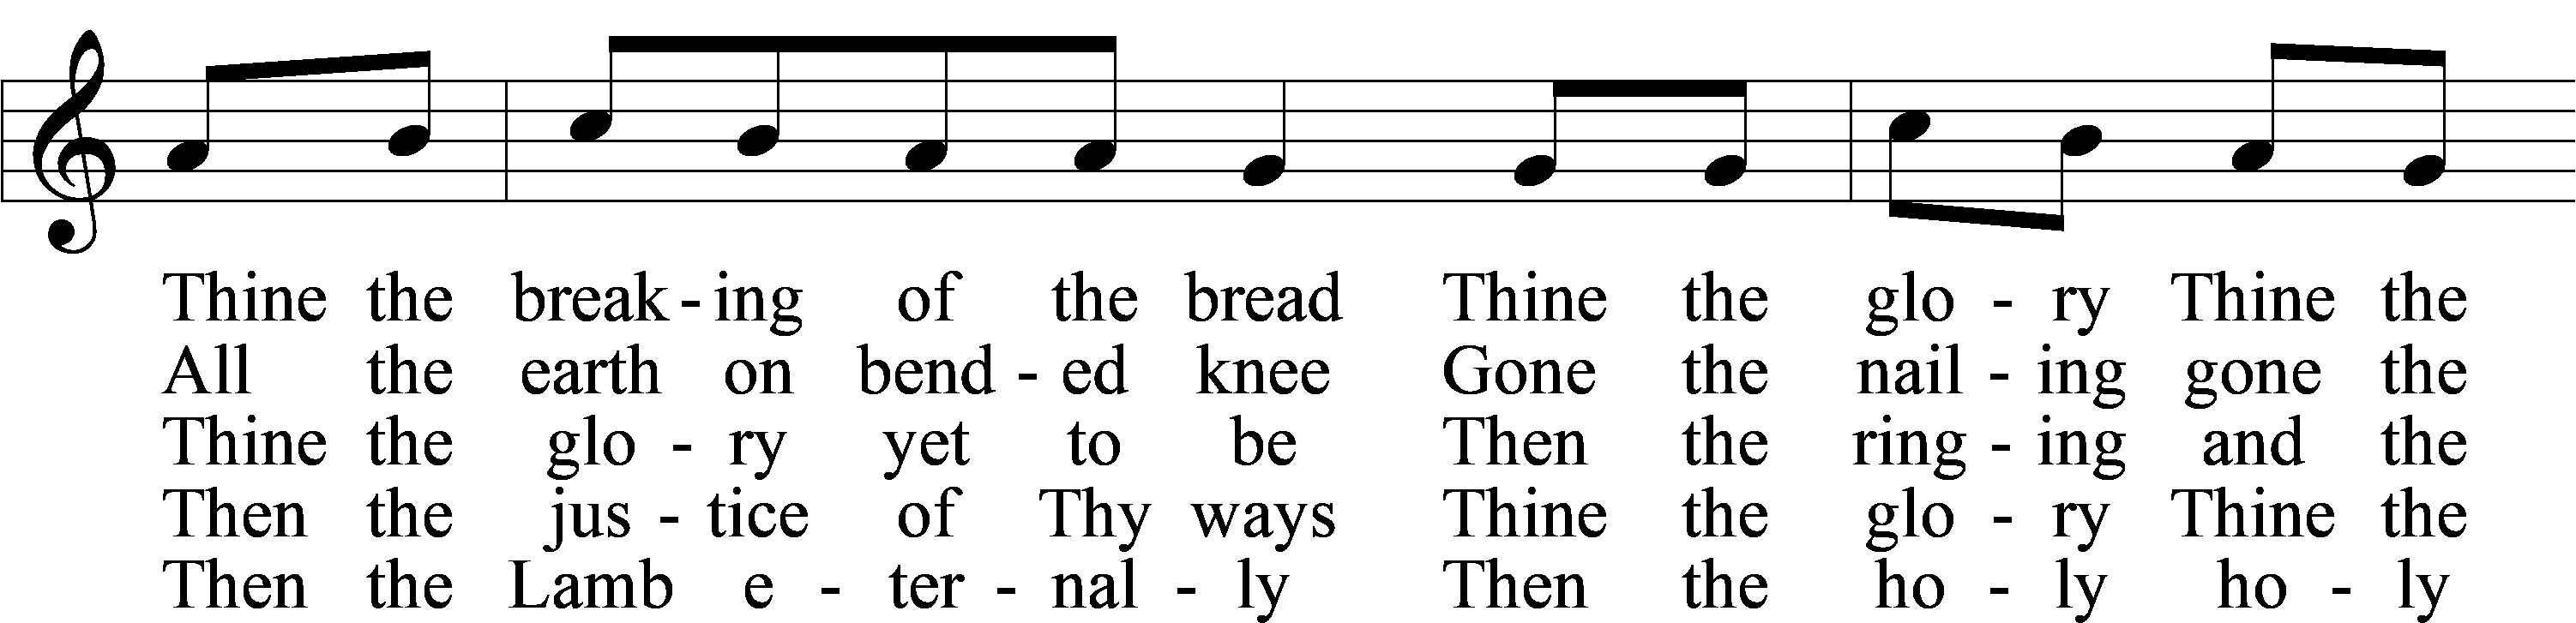 Thine the break - ing of the bread Thine the glo - ry Thine the
All the earth on bend - ed knee Gone the nail - ing gone the
Thine the glo - ry yet to be Then the ring - ing and the
Then the jus - tice of Thy ways Thine the glo - ry Thine the
Then the Lamb e - ter - nal - ly Then the ho - ly ho - ly